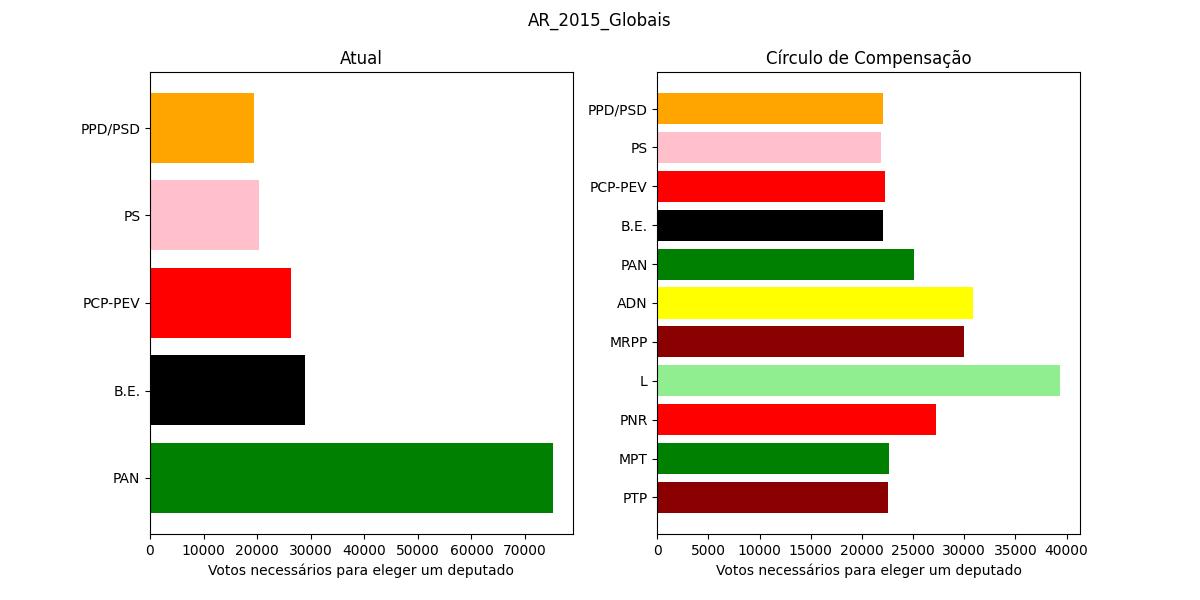 AR_2015_Globais
Atual
PPD/PSD
PS
PCP-PEV
B.E.
PAN
0 10000 20000 30000 40000 50000 60000 70000
Votos necessários para eleger um deputado
Círculo de Compensação
PPD/PSD
PS
PCP-PEV
B.E.
PAN
ADN
MRPP
L
PNR
MPT
PTP
0 5000 10000 15000 20000 25000 30000 35000 40000
Votos necessários para eleger um deputado